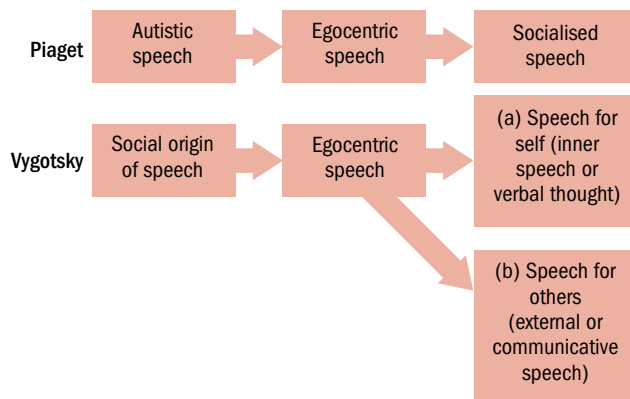 Piaget
Autistic
speech
Egocentric
speech
Socialised
speech
Vygotsky
Social origin
of speech
Egocentric
speech
(a) Speech for
self (inner
speech or
verbal thought)
(b) Speech for
others
(external or
communicative
speech)